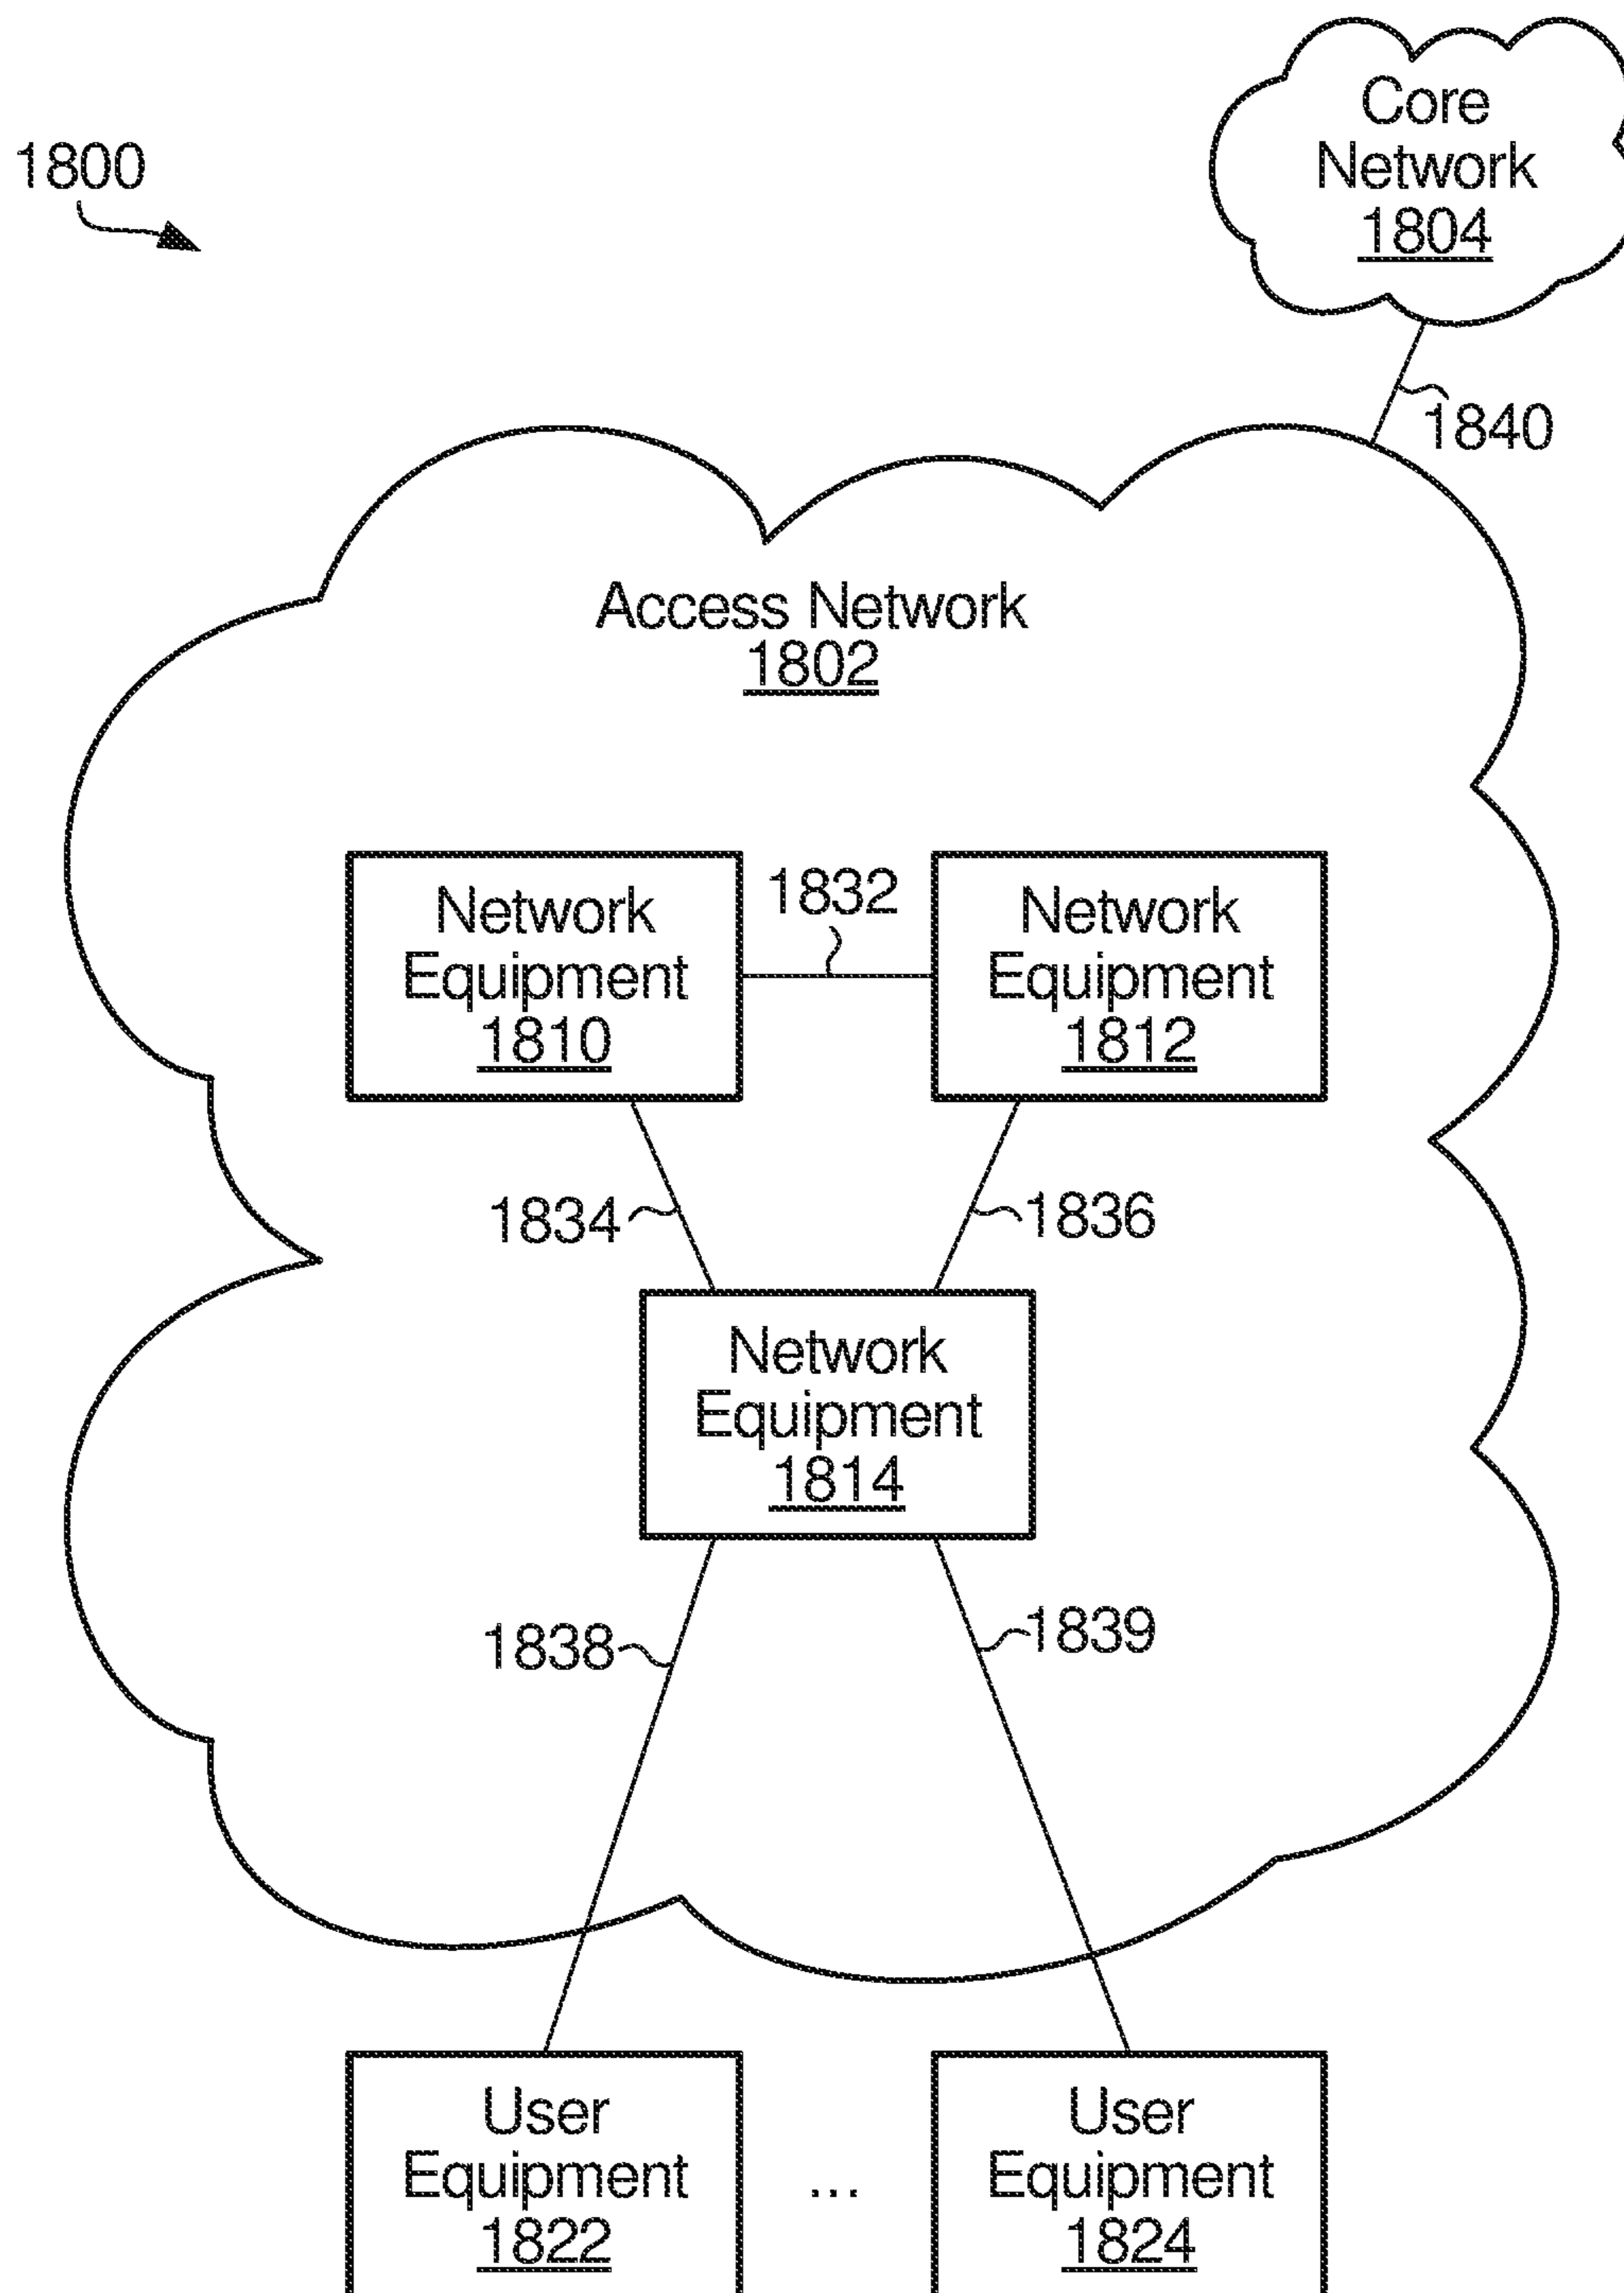 Core
Network
1804
1800
1840
Access Network
1802
1832
Network
Equipment
1810
Network
Equipment
1812
1834
1836
Network
Equipment
1814
1838
1839
User
Equipment
1822
...
User
Equipment
1824